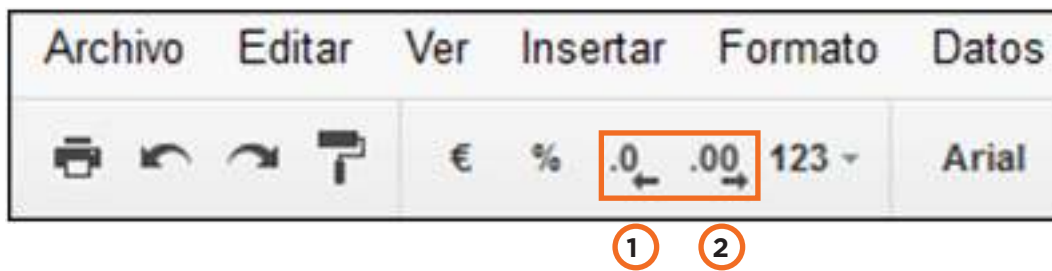 Archivo Editar Ver Insertar Formato Datos
€ % .0 .00 123 Arial
1 2